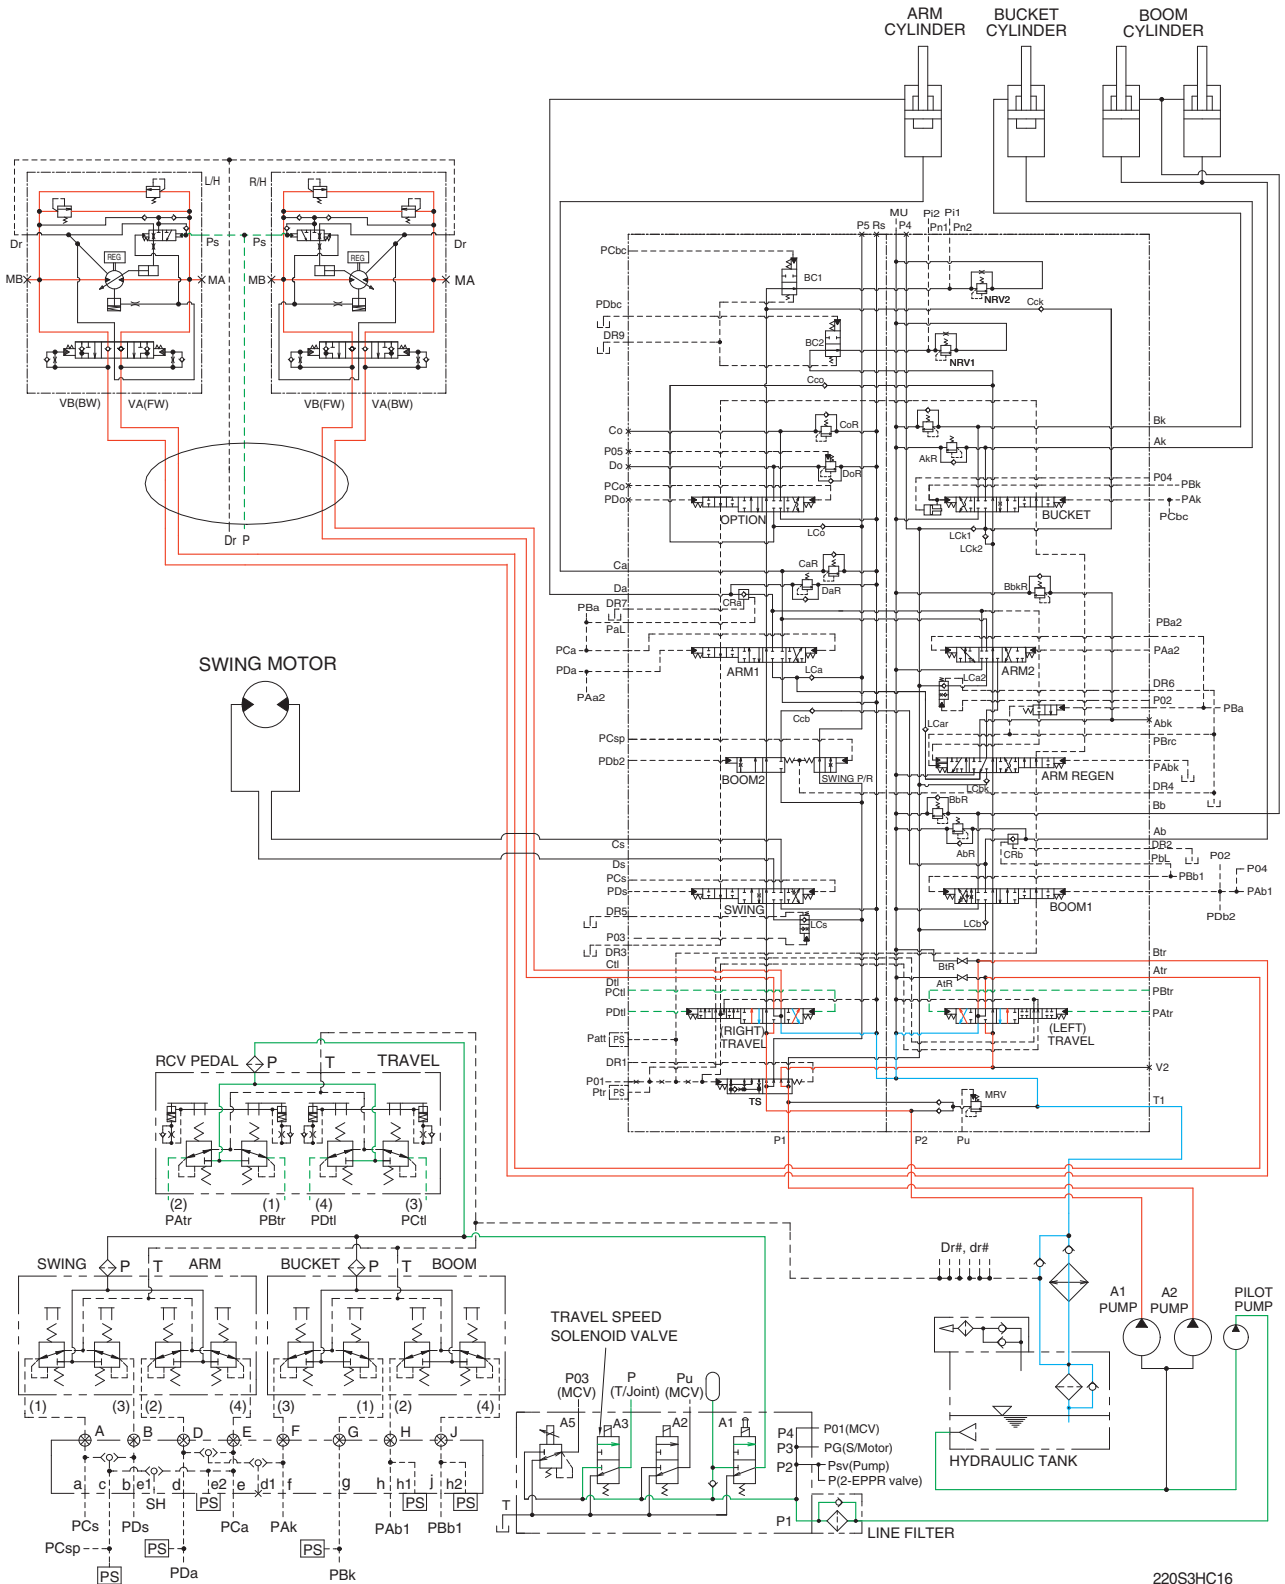 ARM
CYLINDER
BUCKET
CYLINDER
BOOM
CYLINDER
L/H
R/H
Dr
Ps
Ps
Dr
REG
REG
MB
MA
MB
MA
VB(BW)
VA(FW)
VB(FW)
VA(BW)
Dr P
MU
P5 Rs
P4
Pi2
Pi1
Pn1
Pn2
PCbc
BC1
NRV2
Cck
PDbc
DR9
BC2
NRV1
Cco
Co
CoR
Bk
P05
Ak
Do
DoR
AkR
PCo
P04
PBk
PDo
PAk
OPTION
BUCKET
PCbc
LCo
LCk1
LCk2
Ca
CaR
Da
DaR
BbkR
DR7
CRa
PBa
PaL
PBa2
PCa
PAa2
ARM1
ARM2
PDa
LCa
LCa2
DR6
PAa2
P02
PBa
Ccb
LCar
Abk
PCsp
PBrc
PDb2
PAbk
BOOM2
SWING P/R
ARM REGEN
LCbk
DR4
BbR
Bb
SWING MOTOR
Cs
AbR
CRb
Ab
DR2
Ds
PbL
P02
PCs
PBb1
P04
PDs
PAb1
SWING
BOOM1
DR5
LCs
LCb
PDb2
P03
DR3
Ctl
BtR
Btr
Dtl
AtR
Atr
PCtl
PBtr
PDtl
PAtr
(RIGHT)
TRAVEL
(LEFT)
TRAVEL
Patt PS
DR1
V2
P01
Ptr PS
TS
MRV
T1
P1
P2
Pu
RCV PEDAL
P
T
TRAVEL
(2)
(1)
(4)
(3)
PAtr
PBtr
PDtl
PCtl
SWING
P
T
ARM
BUCKET
P
T
BOOM
(1)
(3)
(2)
(4)
(3)
(1)
(2)
(4)
A
B
D
E
F
G
H
J
a
c
b
e1
d
e2
e
d1
f
g
h
h1
j
h2
SH
PS
PS
PS
PCs
PDs
PCa
PAk
PAb1
PBb1
PCsp
PS
PS
PS
PDa
PBk
TRAVEL SPEED
SOLENOID VALVE
P03
(MCV)
P
(T/Joint)
Pu
(MCV)
A5
A3
A2
A1
P4
P01(MCV)
P3
PG(S/Motor)
P2
Psv(Pump)
P(2-EPPR valve)
T
P1
LINE FILTER
Dr#, dr#
A1
PUMP
A2
PUMP
PILOT
PUMP
HYDRAULIC TANK
220S3HC16